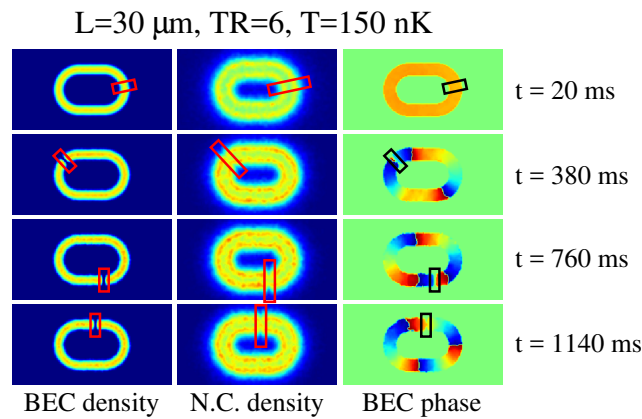 L=30 μm, TR=6, T=150 nK
t = 20 ms
t = 380 ms
t = 760 ms
t = 1140 ms
BEC density N.C. density BEC phase